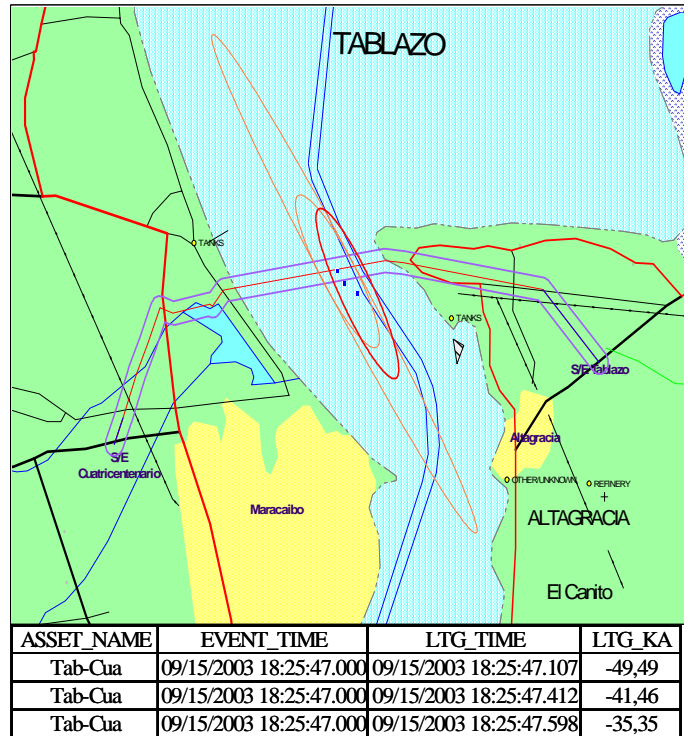 TABLAZO
TANKS
TANKS
S/E Tablazo
Altagracia
S/E
Cuatricentenario
OTHER/UNKNOWN
REFINERY
Maracaibo
ALTAGRACIA
El Canito
ASSET_NAME EVENT_TIME LTG_TIME LTG_KA
Tab-Cua 09/15/2003 18:25:47.000 09/15/2003 18:25:47.107 -49,49
Tab-Cua 09/15/2003 18:25:47.000 09/15/2003 18:25:47.412 -41,46
Tab-Cua 09/15/2003 18:25:47.000 09/15/2003 18:25:47.598 -35,35